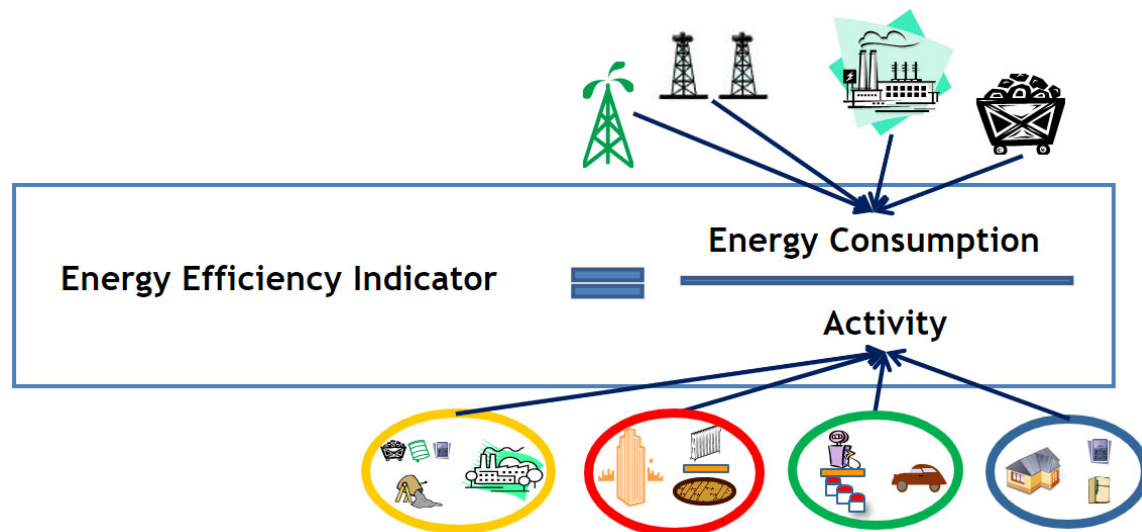 Energy Efficiency Indicator
=
Energy Consumption
Activity